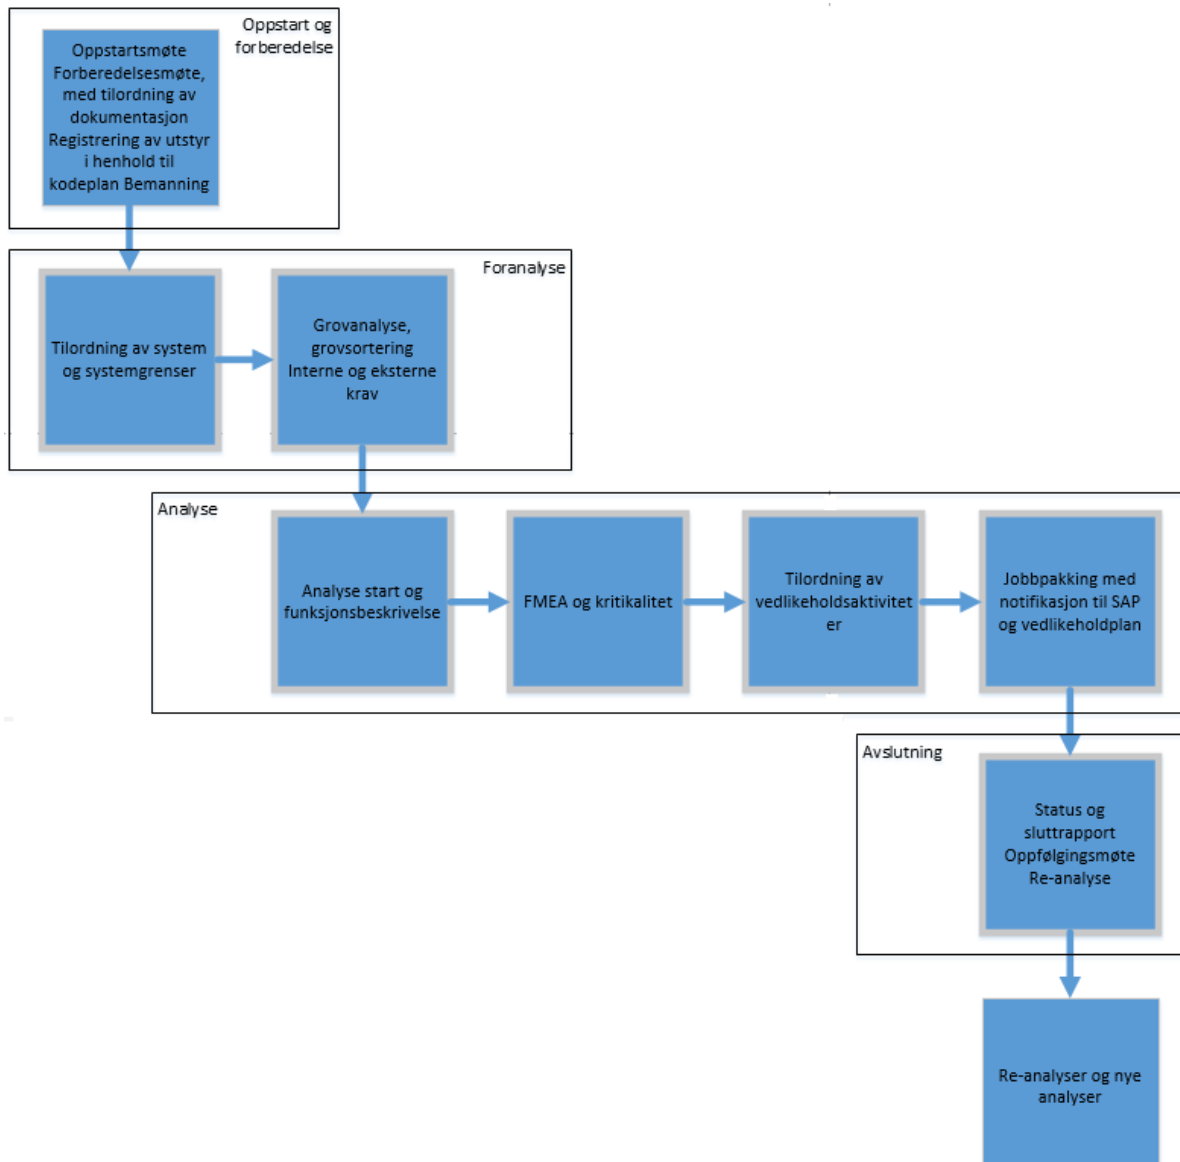 Oppstart og
forberedelse
Oppstartsmøte
Forberedelsesmøte,
med tilordning av
dokumentasjon
Registrering av utstyr
i henhold til
kodeplan Bemanning
Foranalyse
Tilordning av system
og systemgrenser
Grovanalyse,
grovsortering
Interne og eksterne
krav
Analyse
Analyse start og
funksjonsbeskrivelse
FMEA og kritikalitet
Tilordning av
vedlikeholdsaktivitet
er
Jobbpakking med
notifikasjon til SAP
og vedlikeholdplan
Avslutning
Status og
sluttrapport
Oppfølgingsmøte
Re-analyse
Re-analyser og nye
analyser